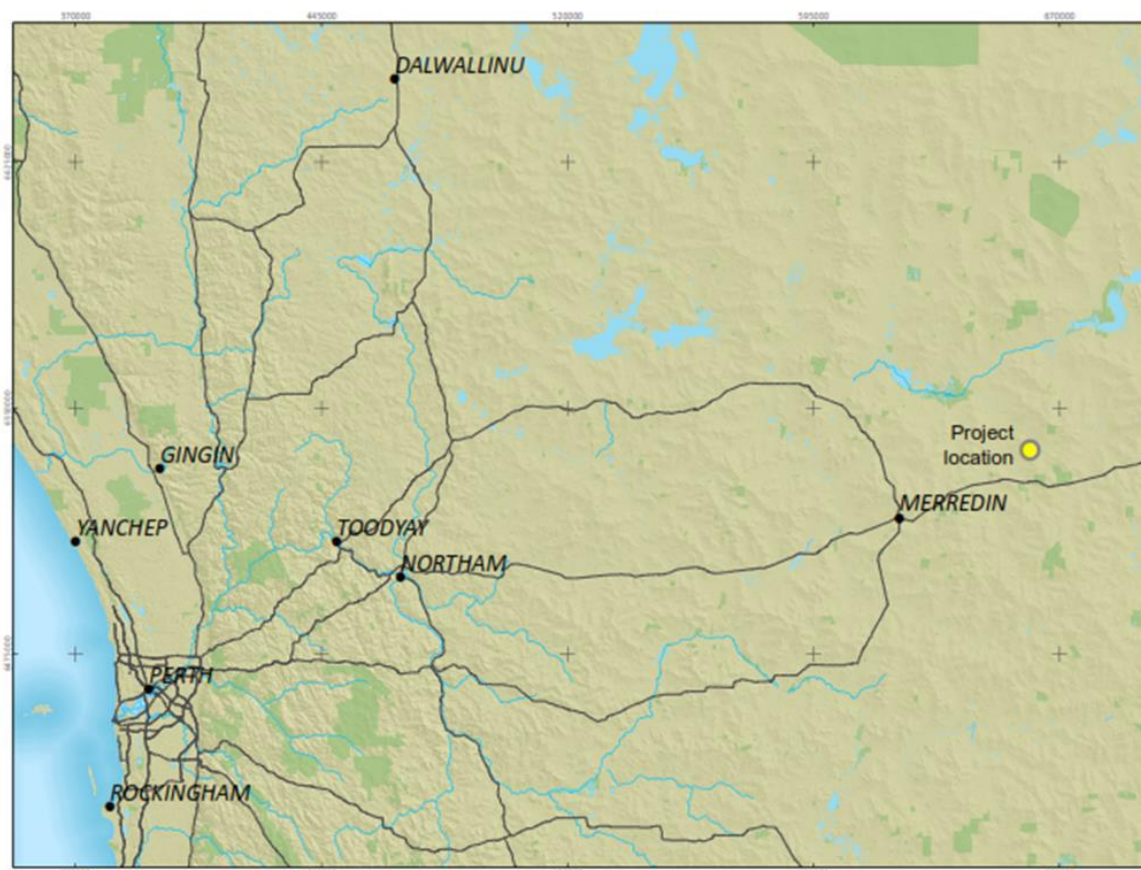 370000 445000 520000 595000 670000
DALWALLINU
Project
location
GINGIN
MERREDIN
YANCHEP
TOODYAY
NORTHAM
PERTH
ROCKINGHAM